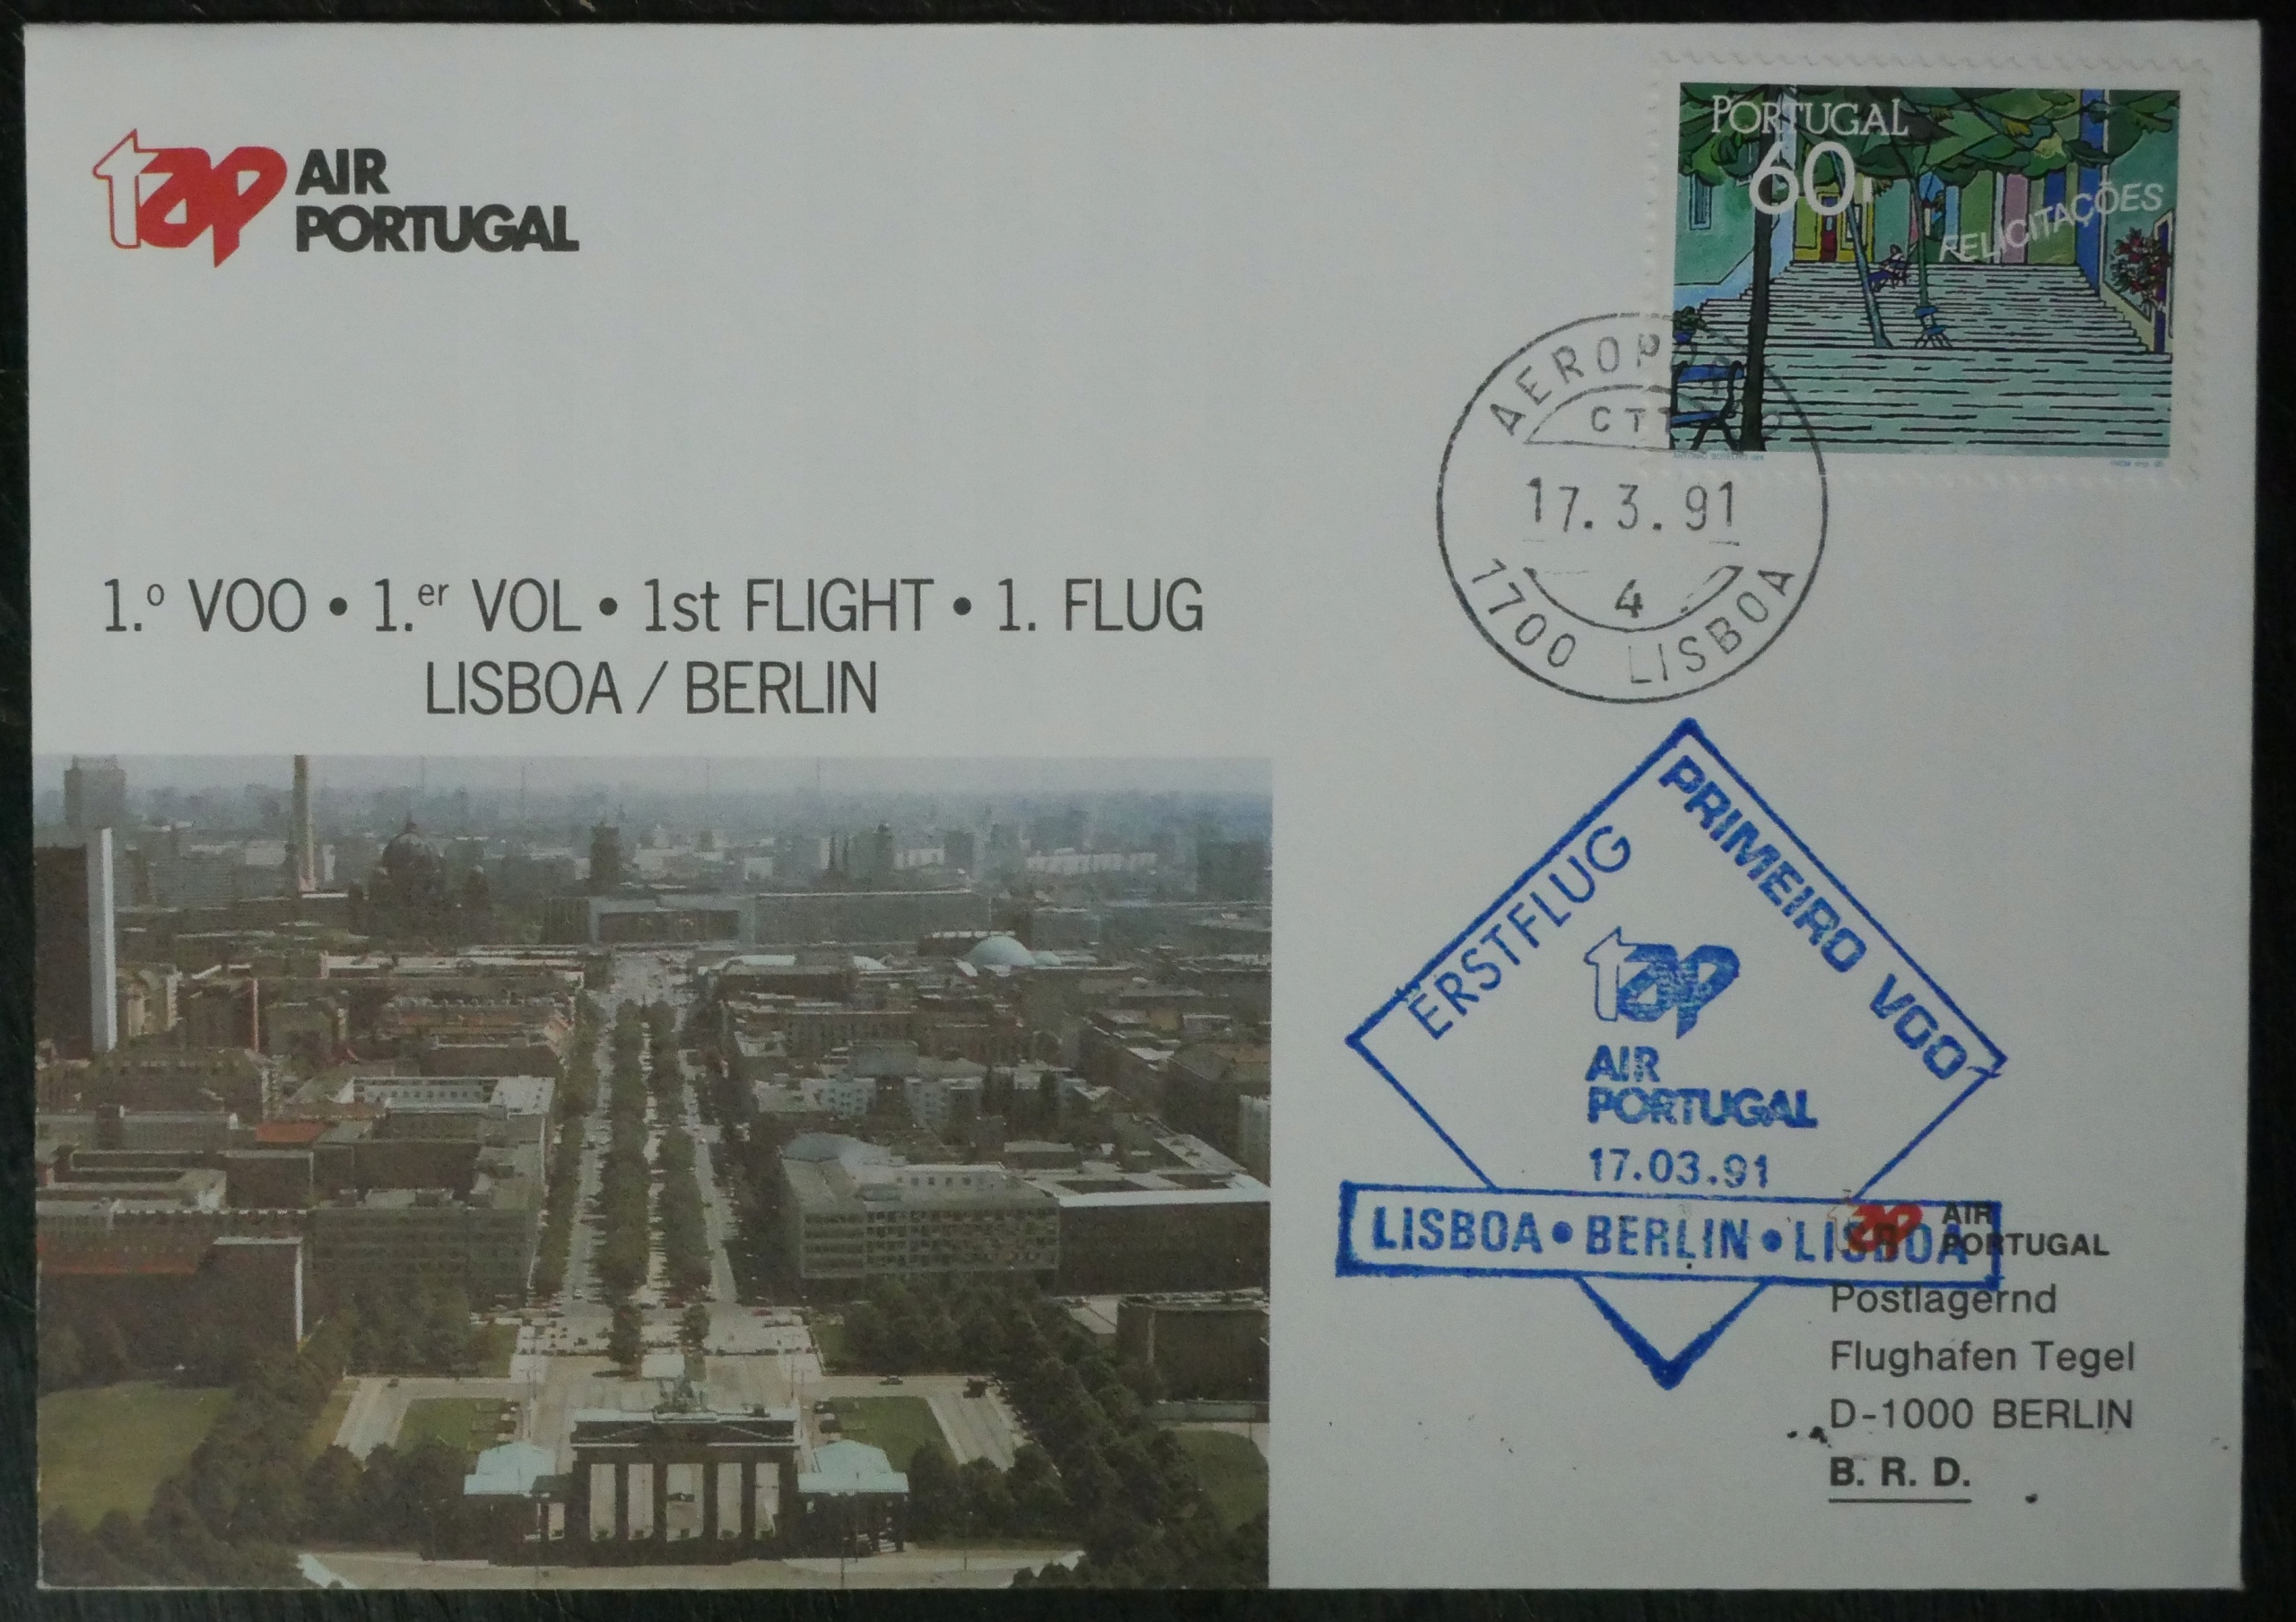 tap AIR
PORTUGAL
PORTUGAL
60.
FELICITAÇÕES
AEROPORTO
CTT
17.3.91
4
1700 LISBOA
1.º VOO • 1.er VOL • 1st FLIGHT • 1. FLUG
LISBOA / BERLIN
ERSTFLUG
PRIMEIRO VOO
tap
AIR
PORTUGAL
17.03.91
LISBOA • BERLIN • LISBOA
tap AIR
PORTUGAL
Postlagernd
Flughafen Tegel
D-1000 BERLIN
B. R. D.